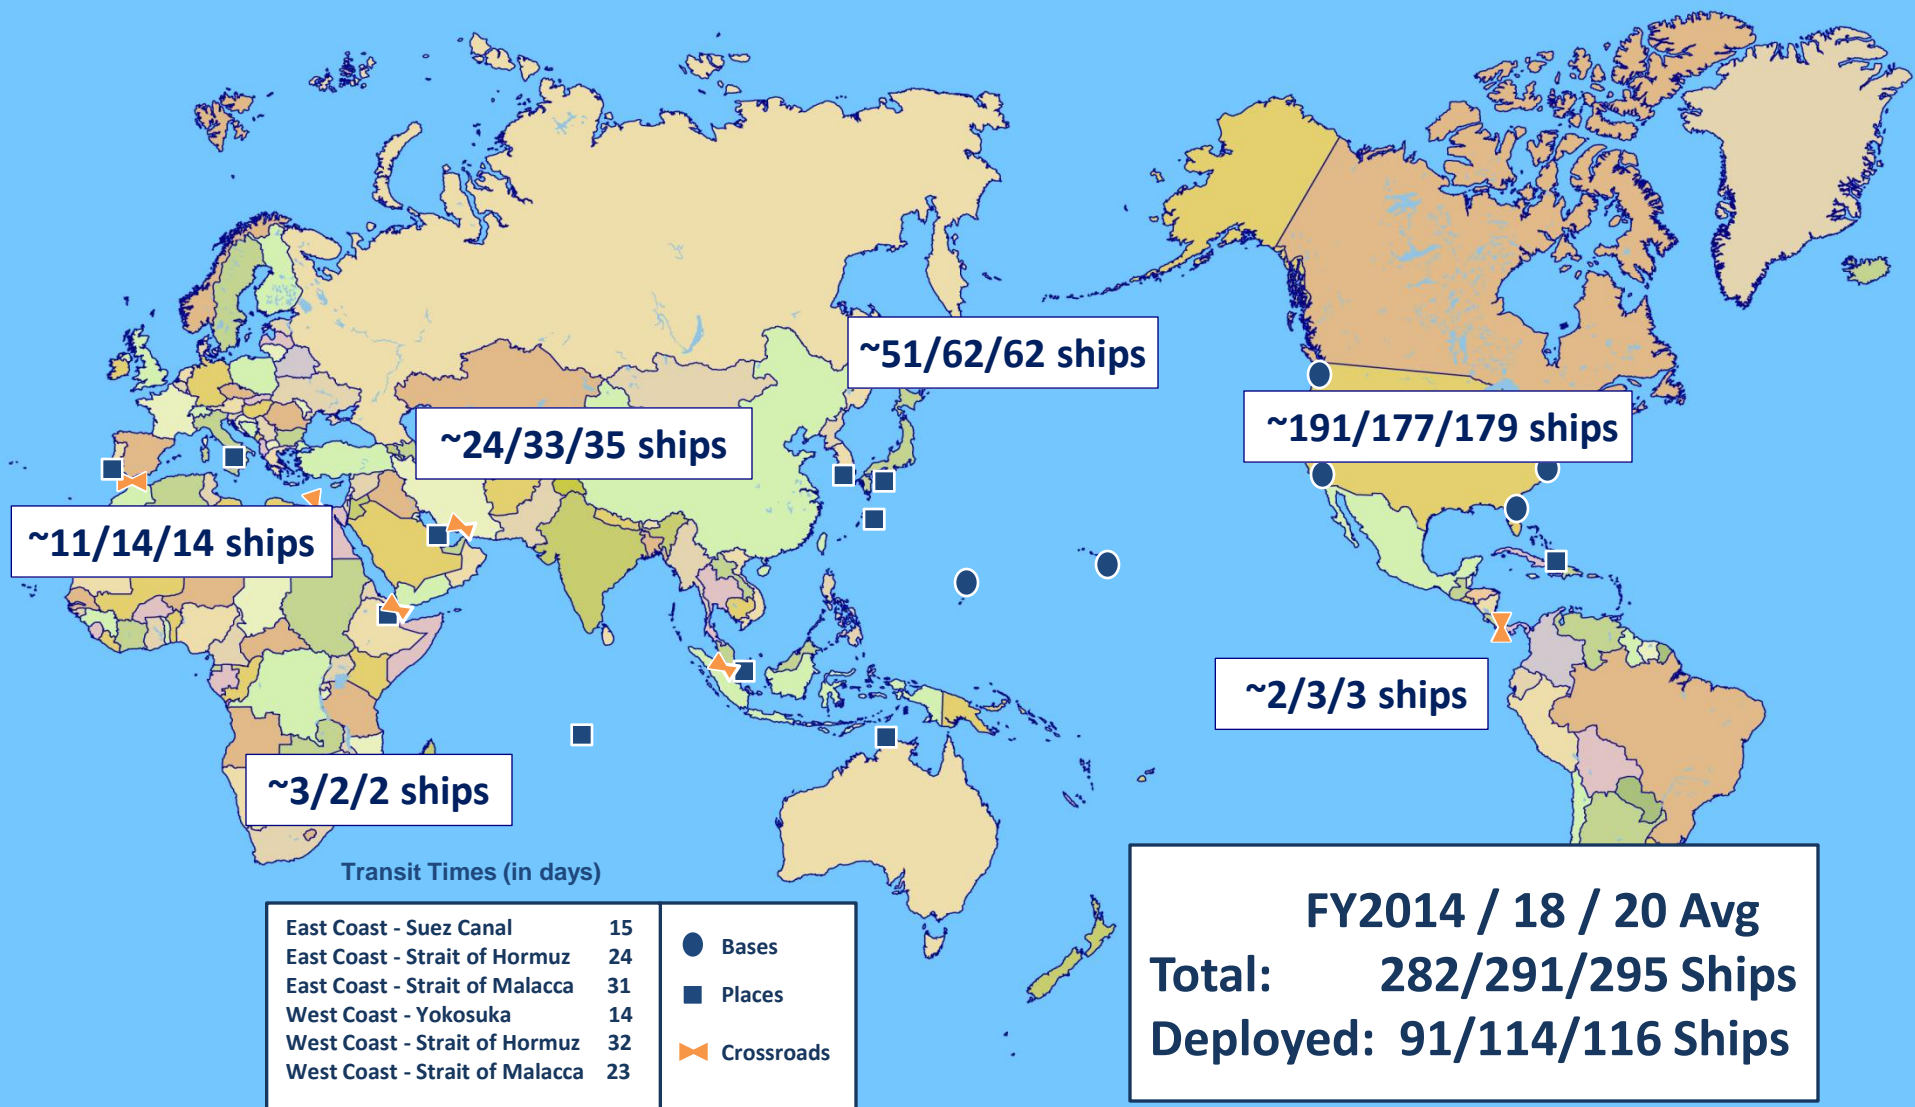 ~51/62/62 ships
~191/177/179 ships
~24/33/35 ships
~11/14/14 ships
~2/3/3 ships
~3/2/2 ships
Transit Times (in days)
East Coast - Suez Canal 15
East Coast - Strait of Hormuz 24
East Coast - Strait of Malacca 31
West Coast - Yokosuka 14
West Coast - Strait of Hormuz 32
West Coast - Strait of Malacca 23
Bases
Places
Crossroads
FY2014 / 18 / 20 Avg
Total: 282/291/295 Ships
Deployed: 91/114/116 Ships